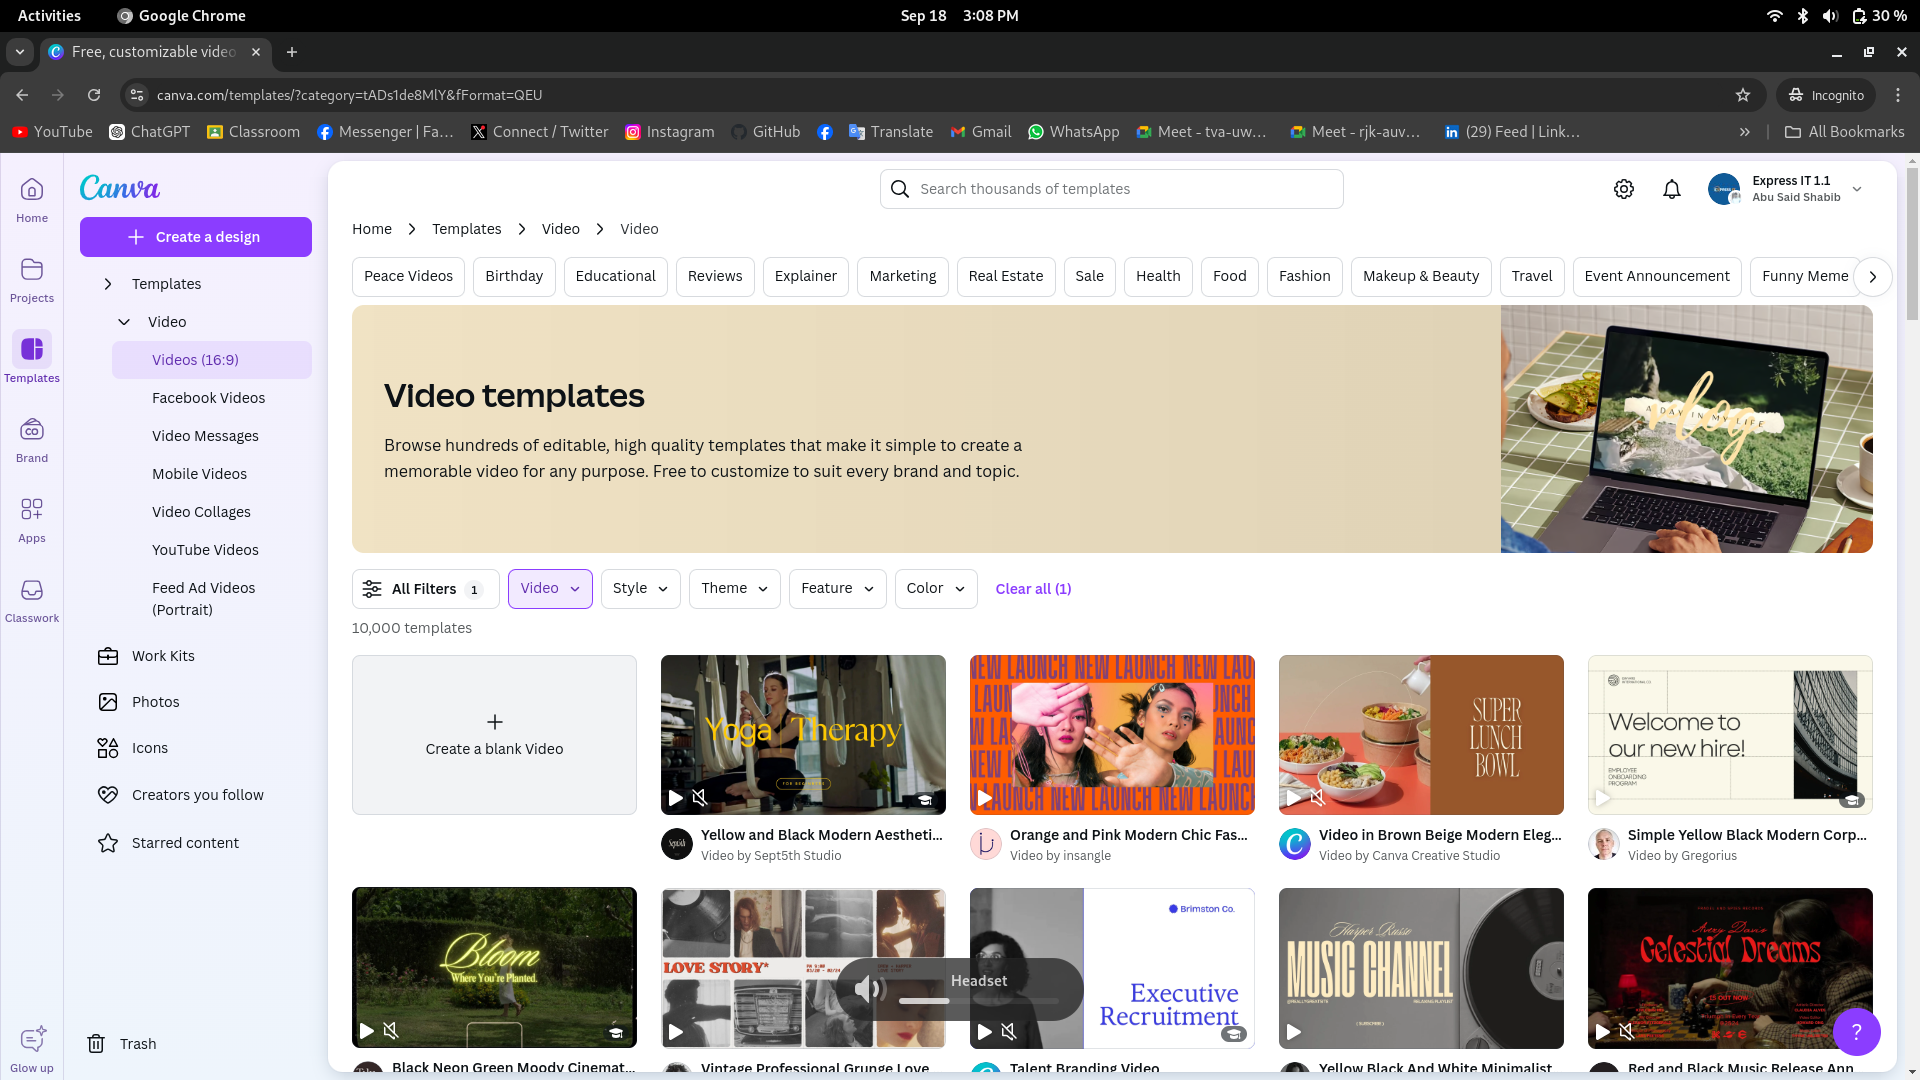 Activities
Google Chrome
Sep 18 3:08 PM
30 %
Free, customizable video
canva.com/templates/?category=tADs1de8MlY&fFormat=QEU
Incognito
YouTube
ChatGPT
Classroom
Messenger | Fa...
Connect / Twitter
Instagram
GitHub
Translate
Gmail
WhatsApp
Meet - tva-uw...
Meet - rjk-auv...
(29) Feed | Link...
All Bookmarks
Home
Projects
Templates
Brand
Apps
Classwork
Glow up
Canva
Create a design
Templates
Video
Videos (16:9)
Facebook Videos
Video Messages
Mobile Videos
Video Collages
YouTube Videos
Feed Ad Videos
(Portrait)
Work Kits
Photos
Icons
Creators you follow
Starred content
Trash
Search thousands of templates
Express IT 1.1
Abu Said Shabib
Home > Templates > Video > Video
Peace Videos
Birthday
Educational
Reviews
Explainer
Marketing
Real Estate
Sale
Health
Food
Fashion
Makeup & Beauty
Travel
Event Announcement
Funny Meme
Video templates
Browse hundreds of editable, high quality templates that make it simple to create a
memorable video for any purpose. Free to customize to suit every brand and topic.
A DAY IN MY LIFE
vlog
All Filters 1
Video
Style
Theme
Feature
Color
Clear all (1)
10,000 templates
Create a blank Video
Yoga Therapy
FOR BEGINNERS
Yellow and Black Modern Aestheti...
Video by Sept5th Studio
NEW LAUNCH NEW LAUNCH NEW LAUNCH
Orange and Pink Modern Chic Fas...
Video by insangle
SUPER
LUNCH
BOWL
Video in Brown Beige Modern Eleg...
Video by Canva Creative Studio
Welcome to
our new hire!
EMPLOYEE
ONBOARDING
PROGRAM
Simple Yellow Black Modern Corp...
Video by Gregorius
Bloom
Where You're Planted.
Black Neon Green Moody Cinemat...
LOVE STORY*
Vintage Professional Grunge Love
Headset
Brimston Co.
Executive
Recruitment
Talent Branding Video
Harper Russo
MUSIC CHANNEL
( SUBSCRIBE )
Yellow Black And White Minimalist
Avery Davis
Celestial Dreams
IS OUT NOW
Red and Black Music Release Ann
?